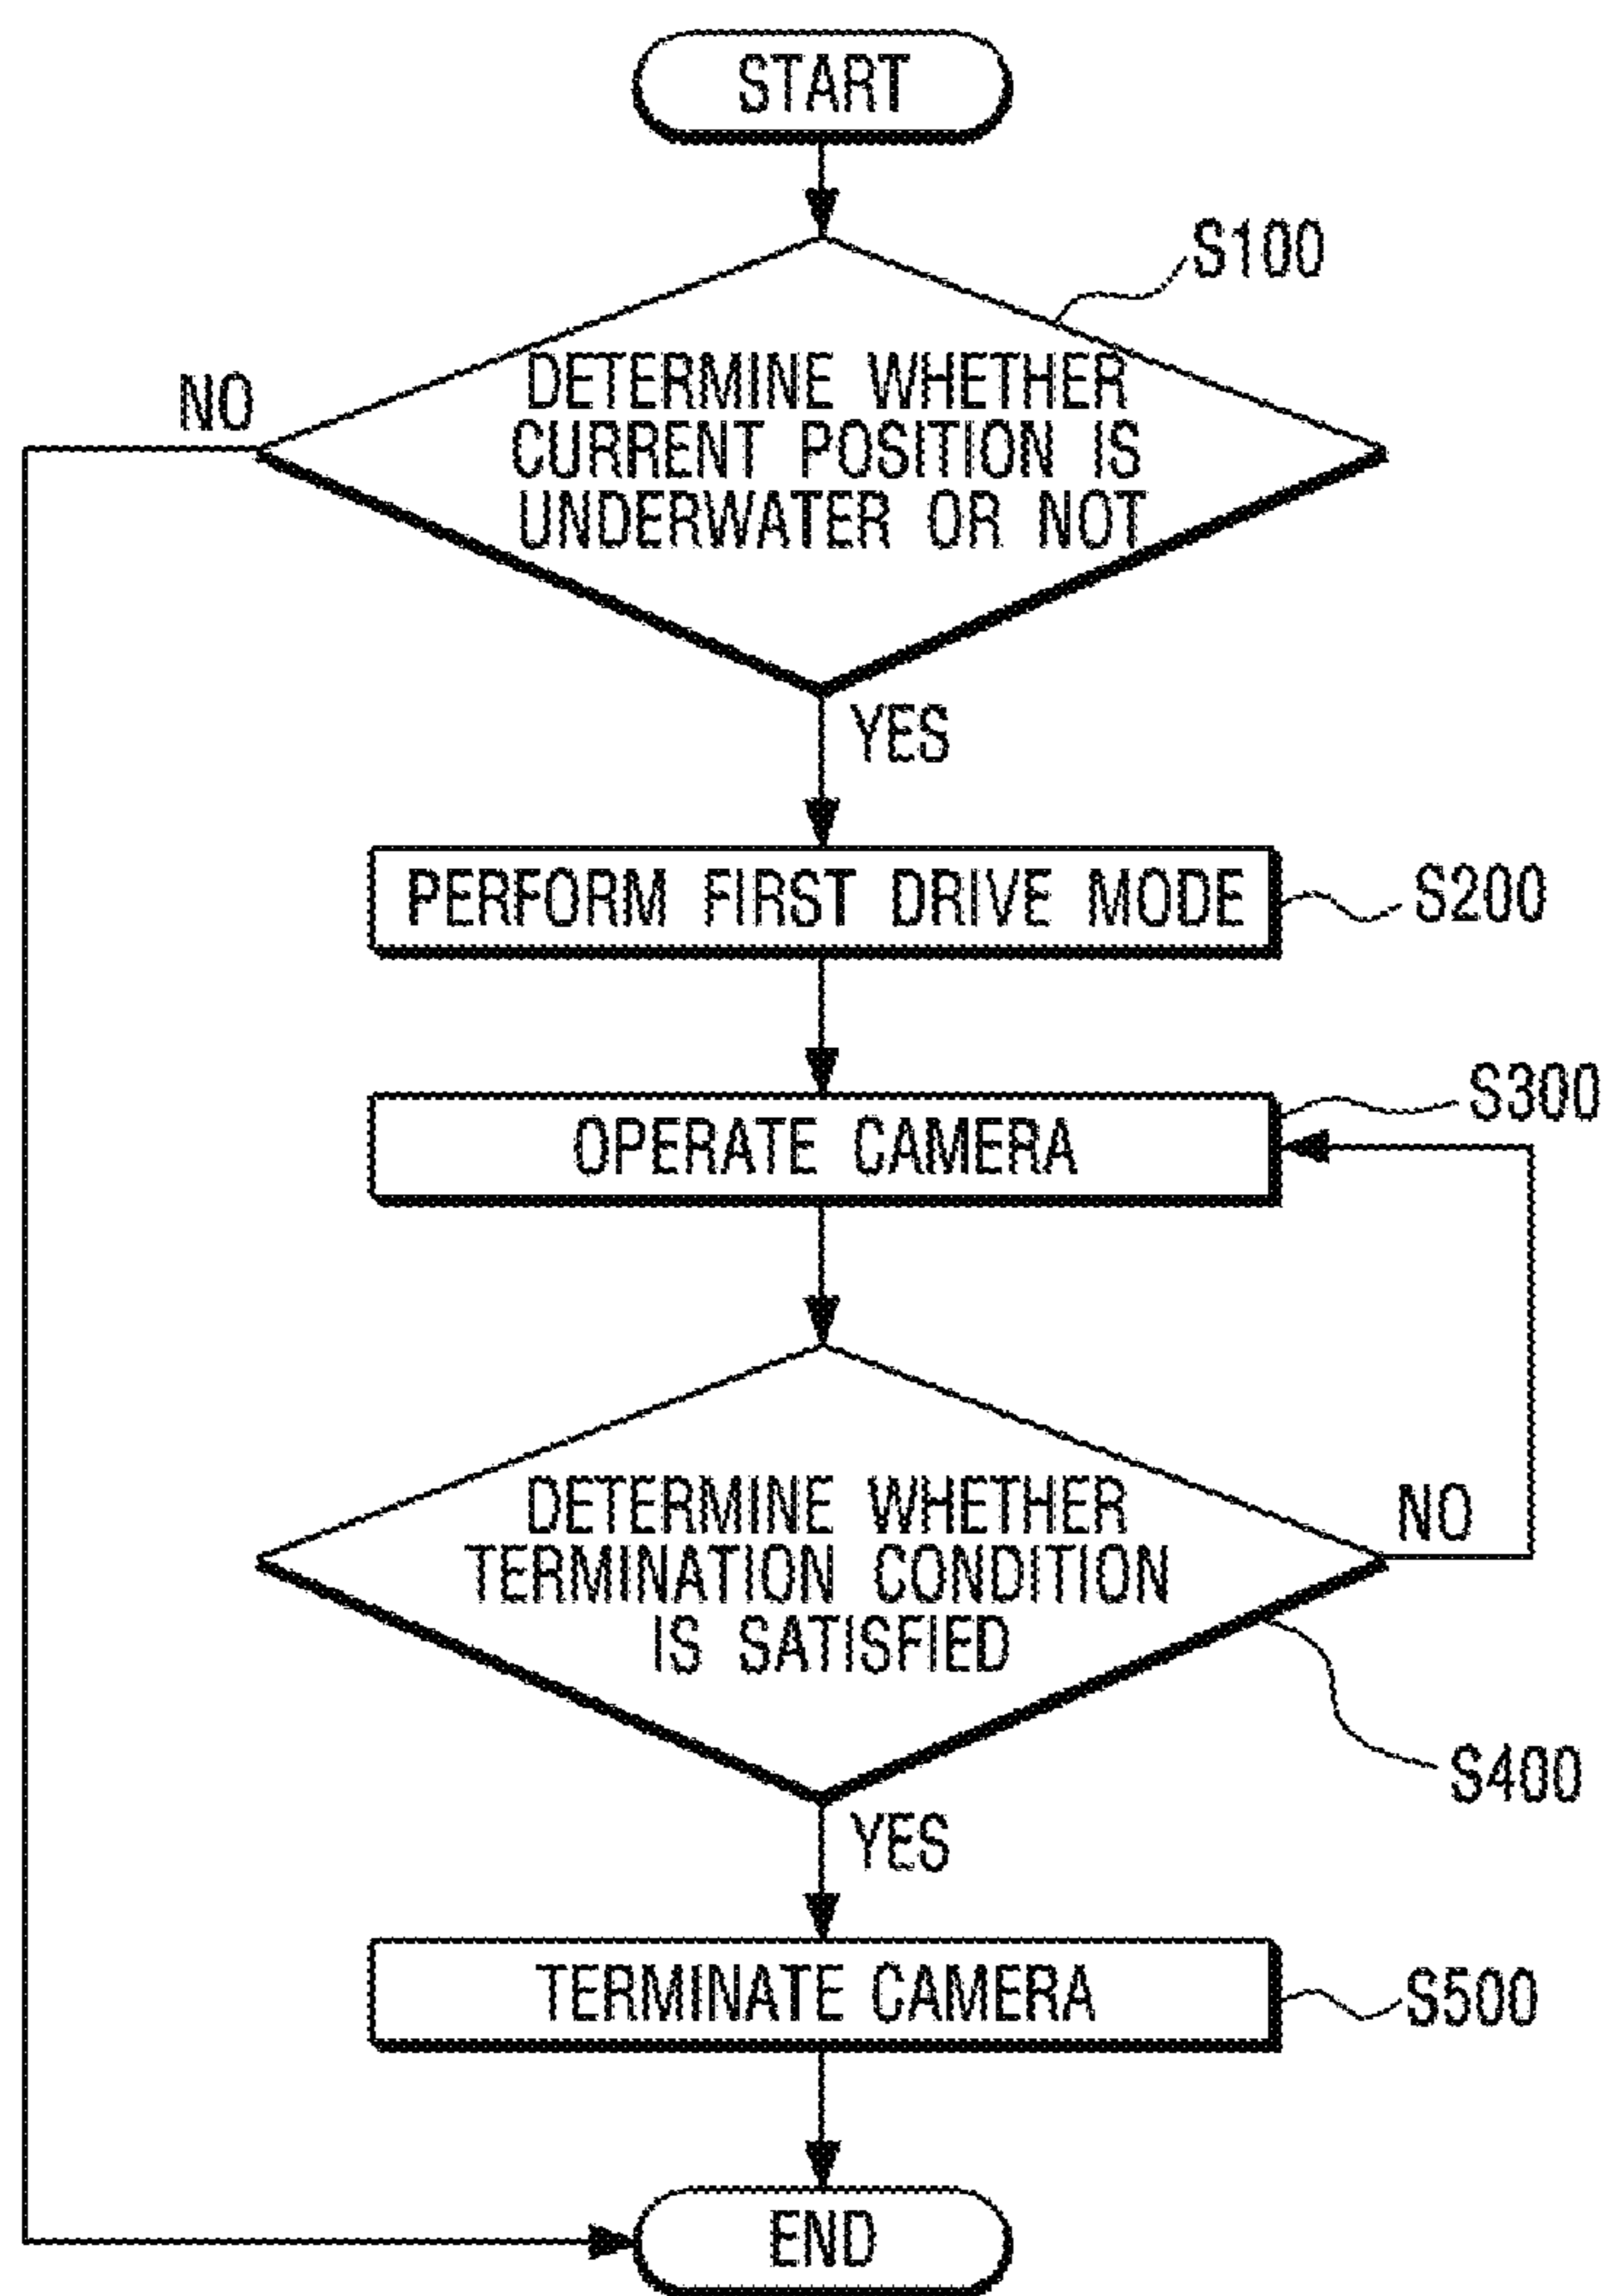 START
S100
NO
DETERMINE WHETHER
CURRENT POSITION IS
UNDERWATER OR NOT
YES
PERFORM FIRST DRIVE MODE
S200
OPERATE CAMERA
S300
DETERMINE WHETHER
TERMINATION CONDITION
IS SATISFIED
NO
S400
YES
TERMINATE CAMERA
S500
END